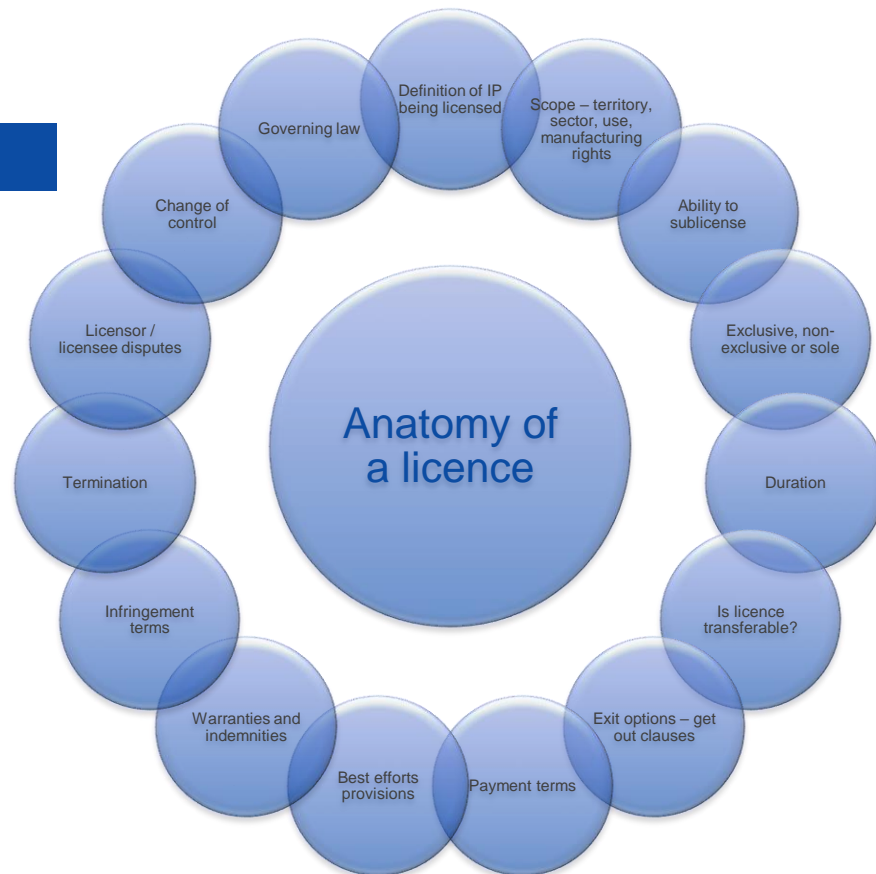 Anatomy of
a licence
Definition of IP
being licensed
Scope – territory,
sector, use,
manufacturing
rights
Ability to
sublicense
Exclusive, non-
exclusive or sole
Duration
Is licence
transferable?
Exit options – get
out clauses
Payment terms
Best efforts
provisions
Warranties and
indemnities
Infringement
terms
Termination
Licensor /
licensee disputes
Change of
control
Governing law